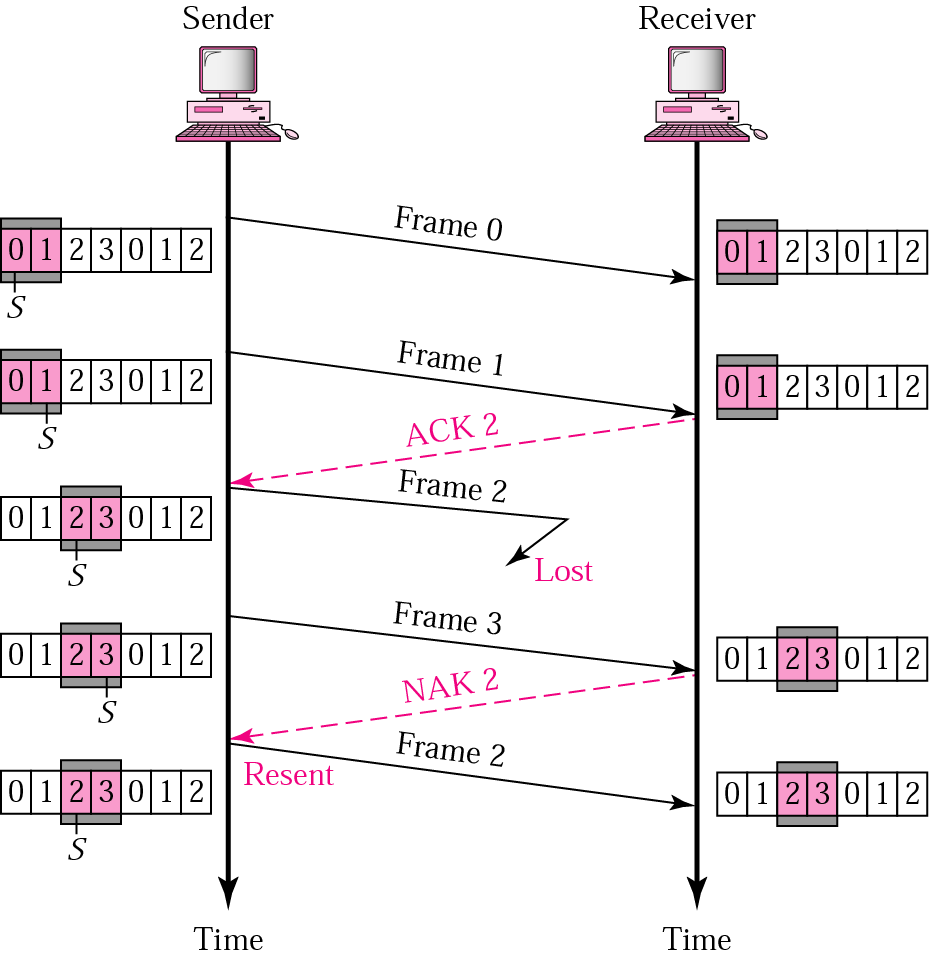 Sender
Receiver
Frame 0
0 1 2 3 0 1 2
0 1 2 3 0 1 2
S
Frame 1
0 1 2 3 0 1 2
0 1 2 3 0 1 2
S
ACK 2
Frame 2
0 1 2 3 0 1 2
S
Lost
Frame 3
0 1 2 3 0 1 2
0 1 2 3 0 1 2
S
NAK 2
Frame 2
Resent
0 1 2 3 0 1 2
0 1 2 3 0 1 2
S
Time
Time